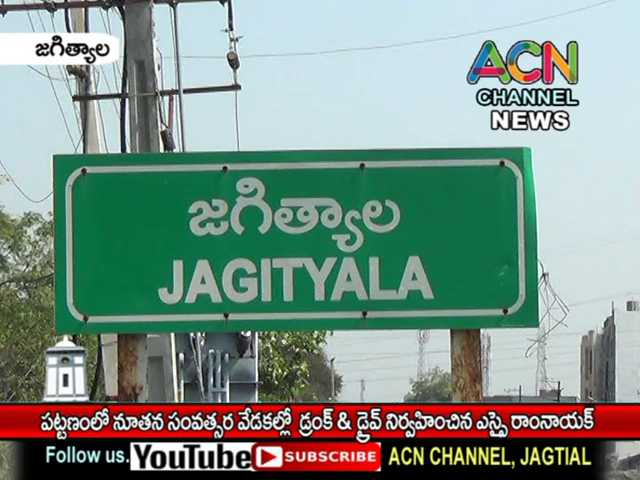 జగిత్యాల
ACN
CHANNEL
NEWS
జగిత్యాల
JAGITYALA
పట్టణంలో నూతన సంవత్సర వేడకల్లో డ్రంక్ & డ్రైవ్ నిర్వహించిన ఎస్సై రాంనాయక్
Follow us. YouTube SUBSCRIBE ACN CHANNEL, JAGTIAL